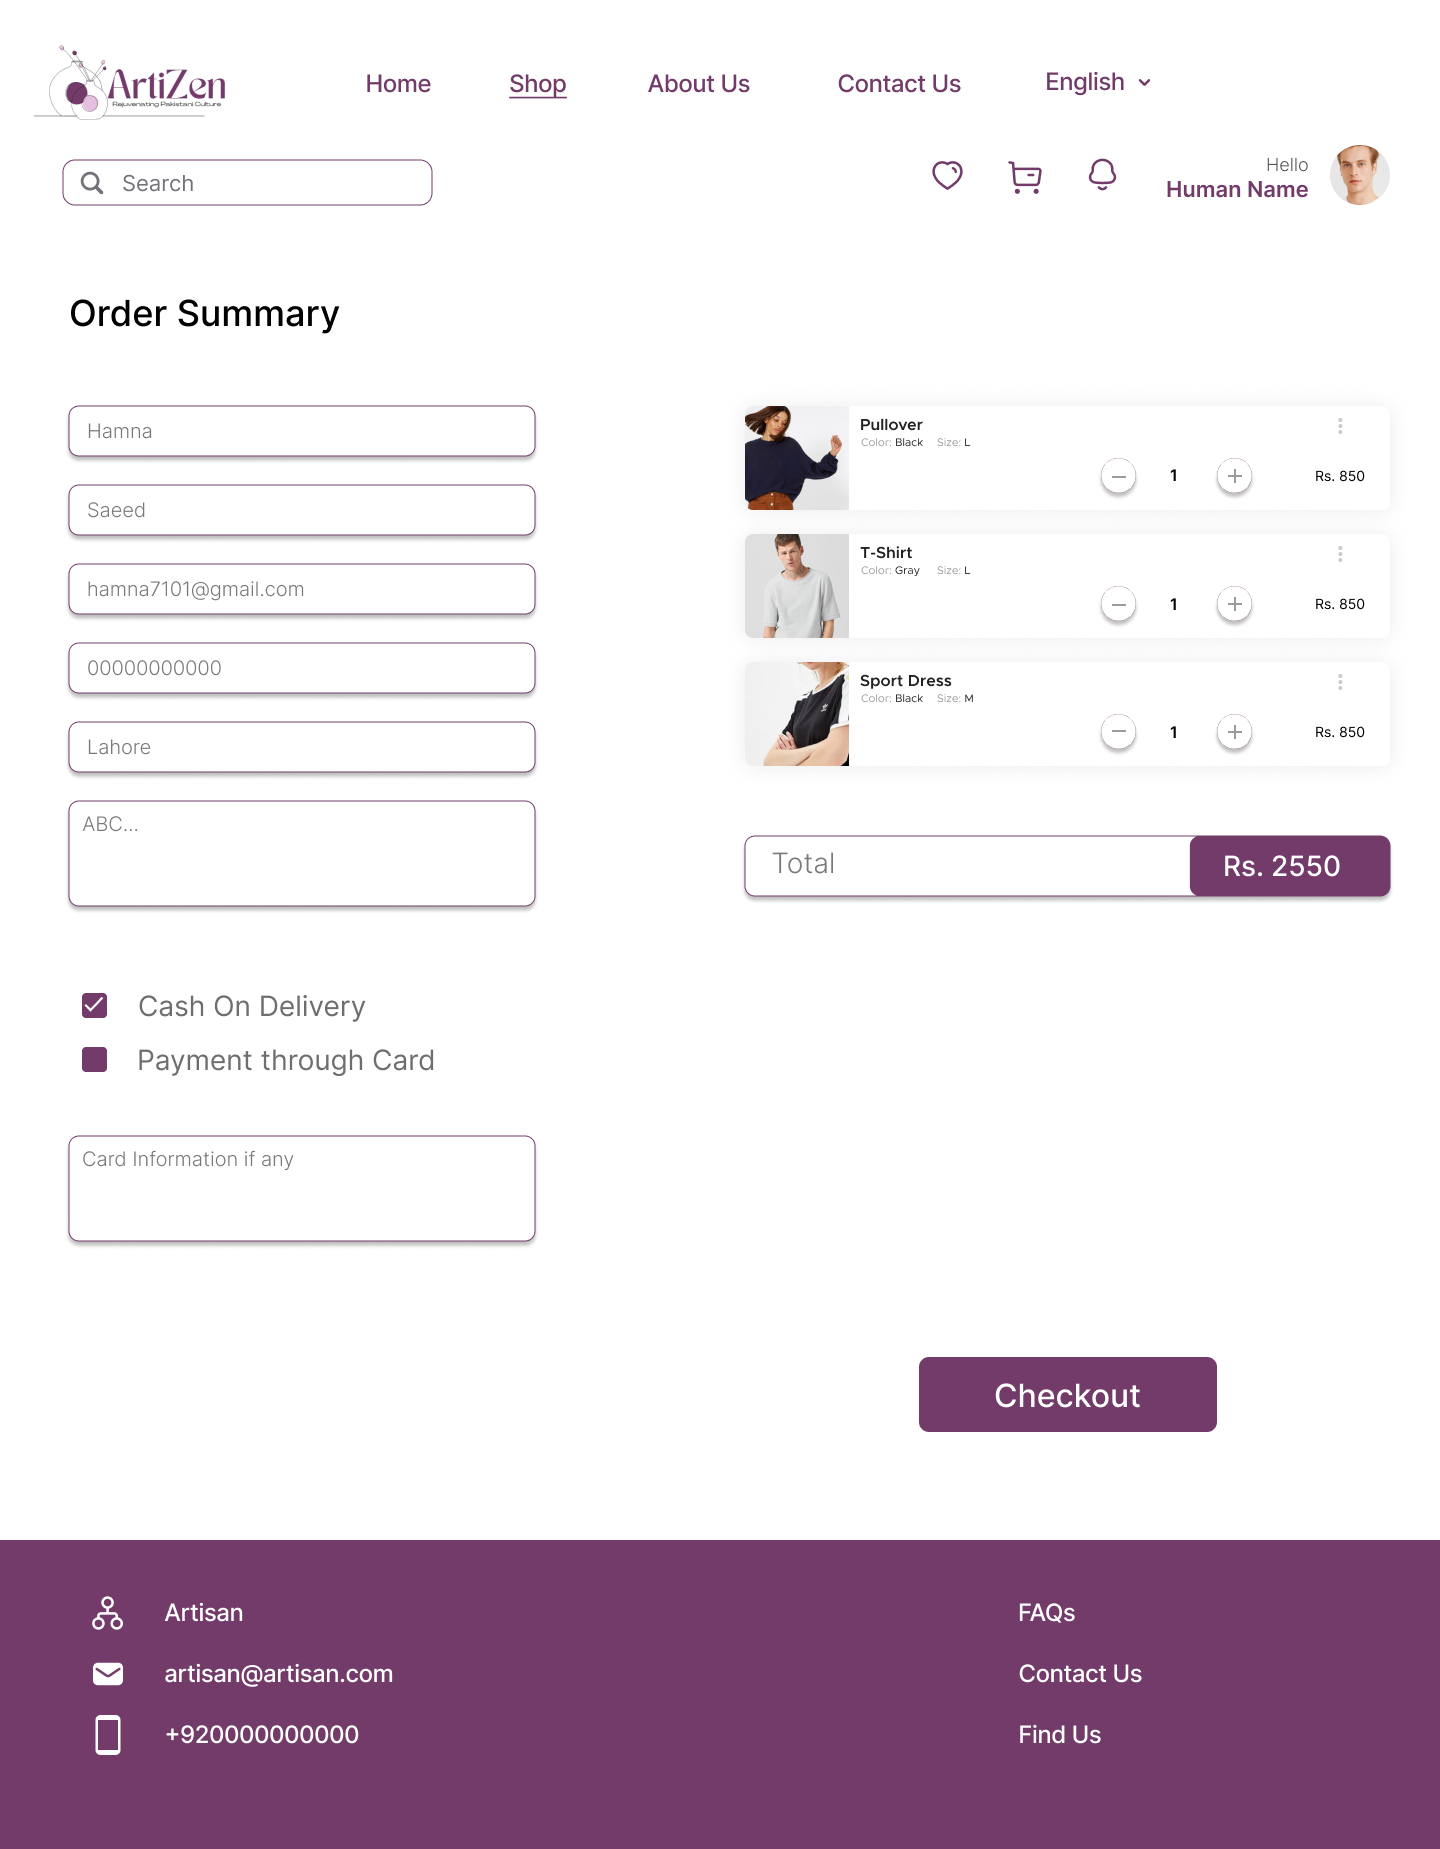 ArtiZen
Rejuvenating Pakistani Culture
Home
Shop
About Us
Contact Us
English
Search
Hello
Human Name
Order Summary
Hamna
Saeed
hamna7101@gmail.com
00000000000
Lahore
ABC...
Cash On Delivery
Payment through Card
Card Information if any
Pullover
Color: Black Size: L
1
Rs. 850
T-Shirt
Color: Gray Size: L
1
Rs. 850
Sport Dress
Color: Black Size: M
1
Rs. 850
Total
Rs. 2550
Checkout
Artisan
artisan@artisan.com
+920000000000
FAQs
Contact Us
Find Us